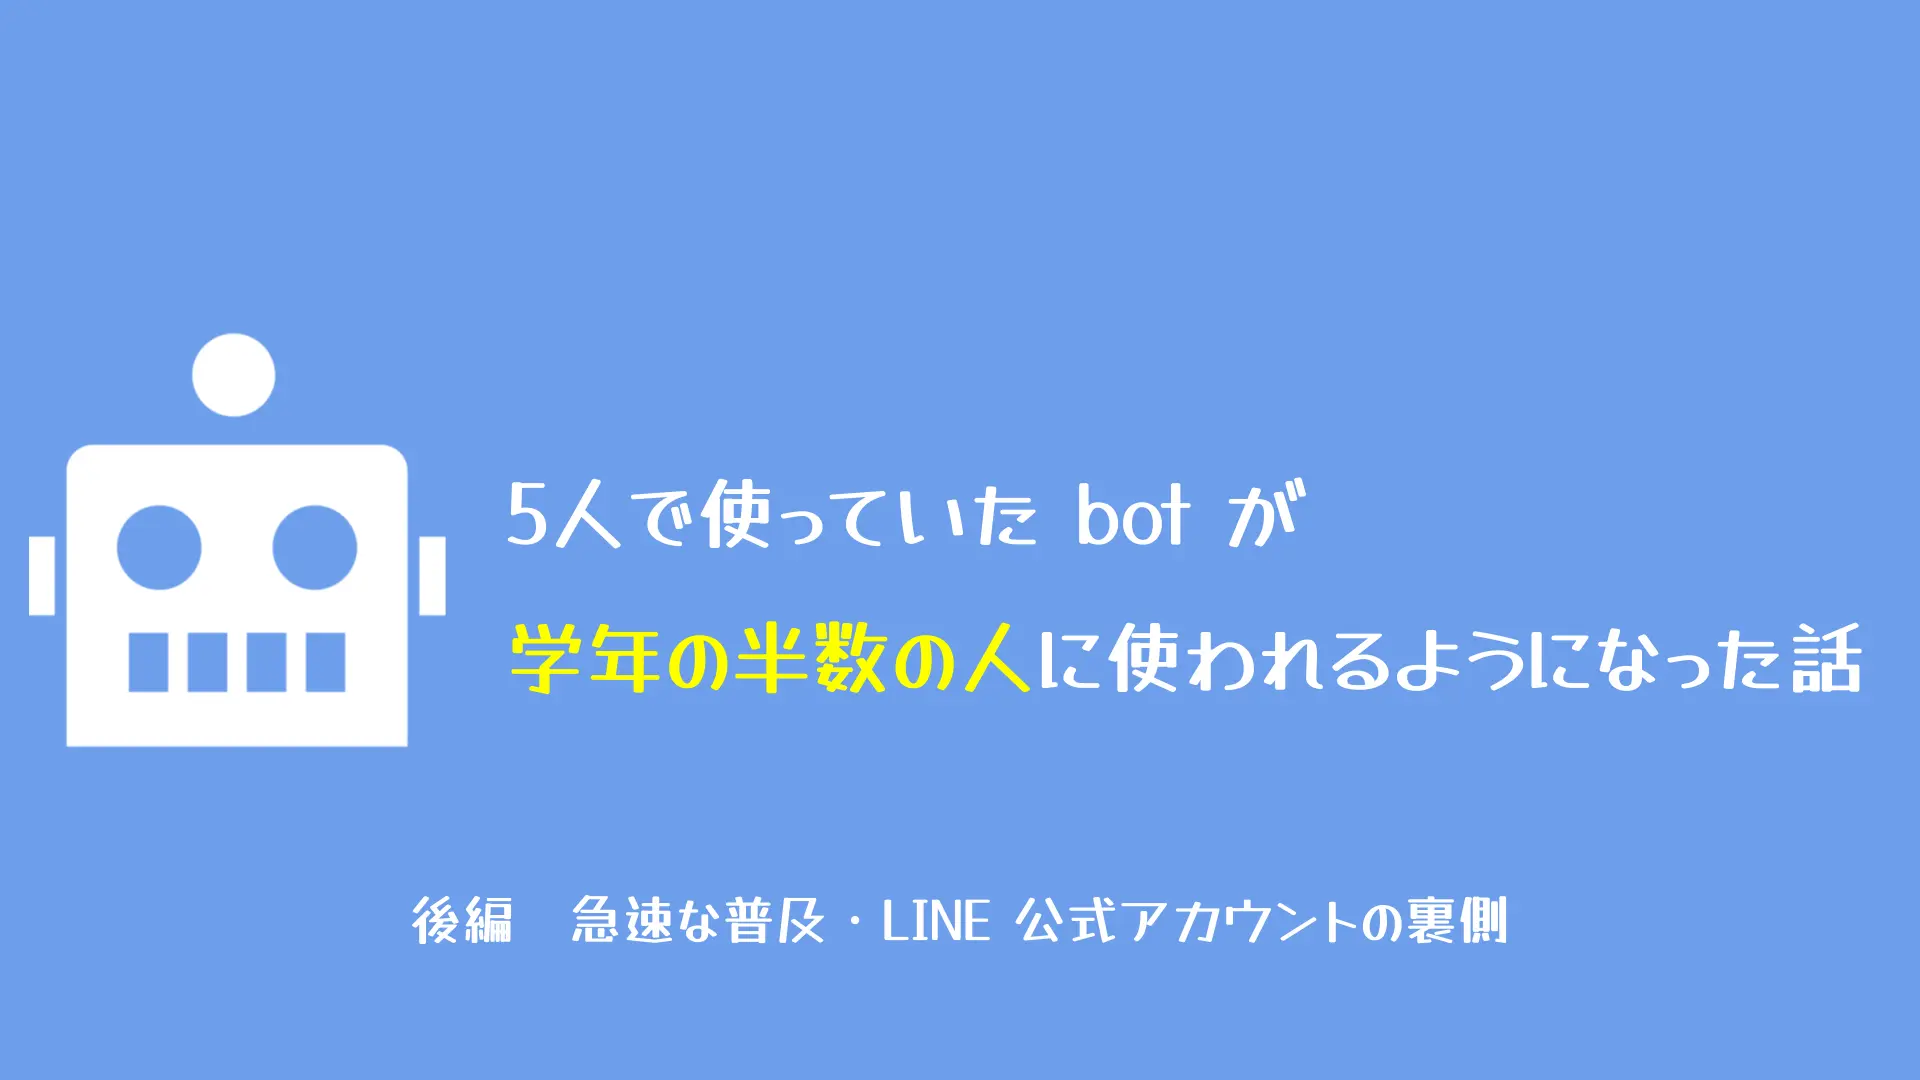 5人で使っていた bot が
学年の半数の人に使われるようになった話
後編　急速な普及・LINE 公式アカウントの裏側